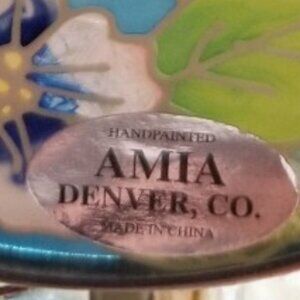 HANDPAINTED
AMIA
DENVER, CO.
MADE IN CHINA